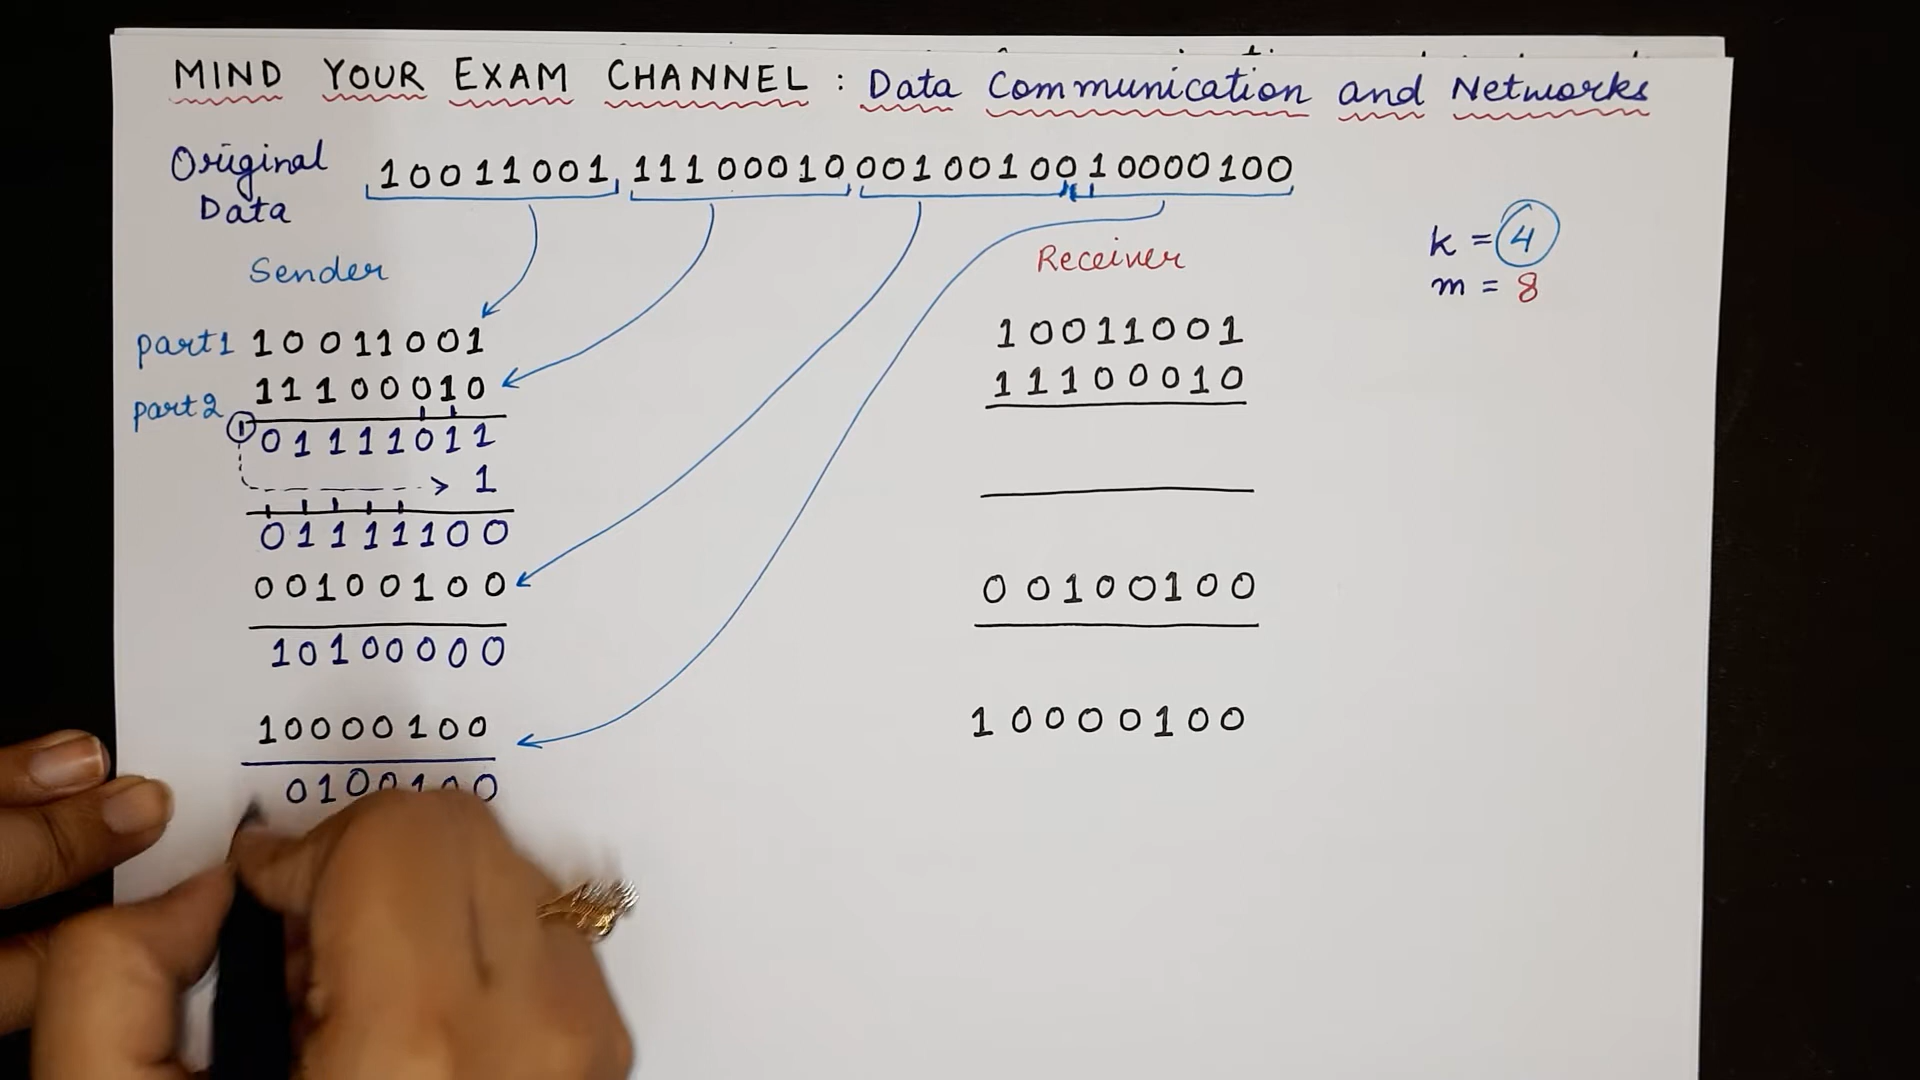 MIND YOUR EXAM CHANNEL : Data Communication and Networks
Original Data
10011001 11100010 00100100 10000100
Sender
Receiver
k = 4
m = 8
part1 10011001
part2 11100010
1 01111011
1
01111100
00100100
10100000
10000100
0100100
10011001
11100010
00100100
10000100